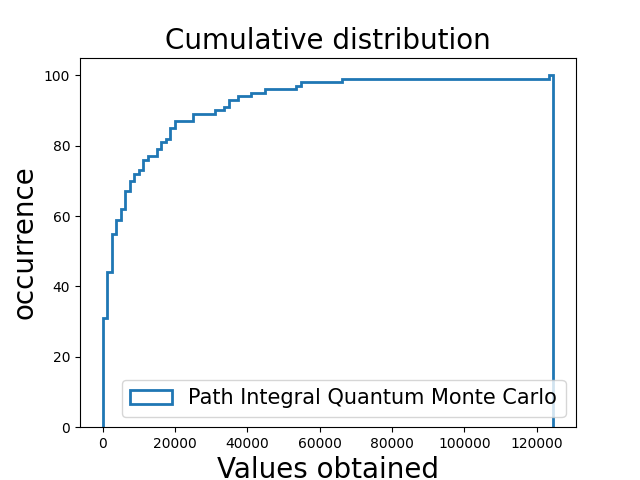 Cumulative distribution
100
80
60
40
20
0
occurrence
Path Integral Quantum Monte Carlo
0 20000 40000 60000 80000 100000 120000
Values obtained